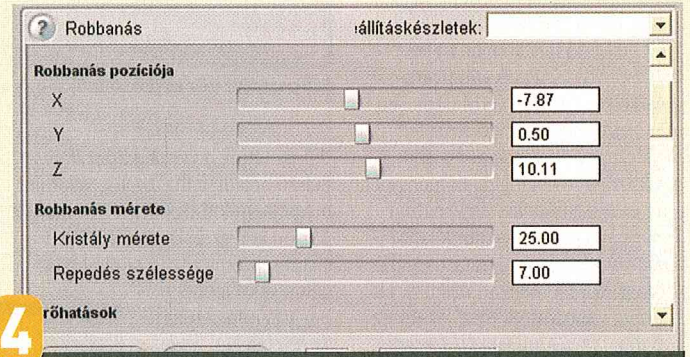 ? Robbanás
ıállításkészletek:
Robbanás pozíciója
X -7.87
Y 0.50
Z 10.11
Robbanás mérete
Kristály mérete 25.00
Repedés szélessége 7.00
rőhatások
4